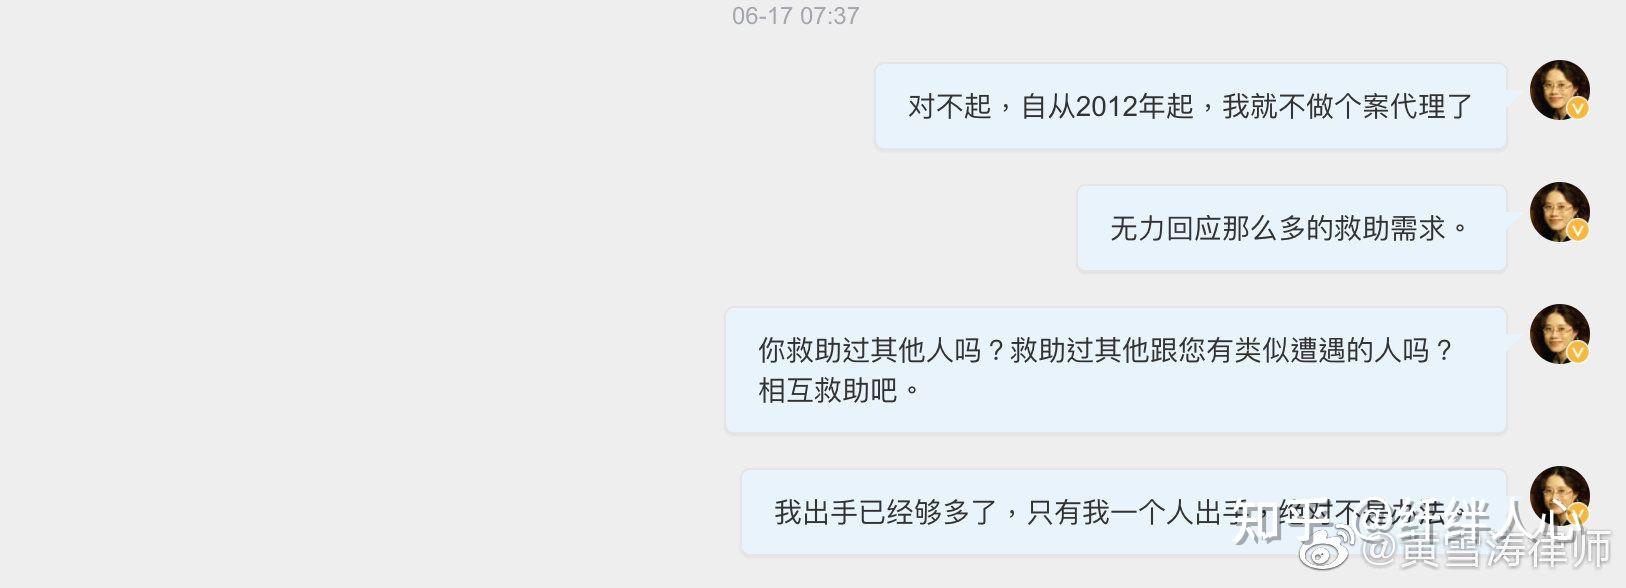 06-17 07:37
对不起，自从2012年起，我就不做个案代理了
无力回应那么多的救助需求。
你救助过其他人吗？救助过其他跟您有类似遭遇的人吗？
相互救助吧。
我出手已经够多了，只有我一个人出手，绝对不是办法。
知乎 @纤绊人心
@黄雪涛律师